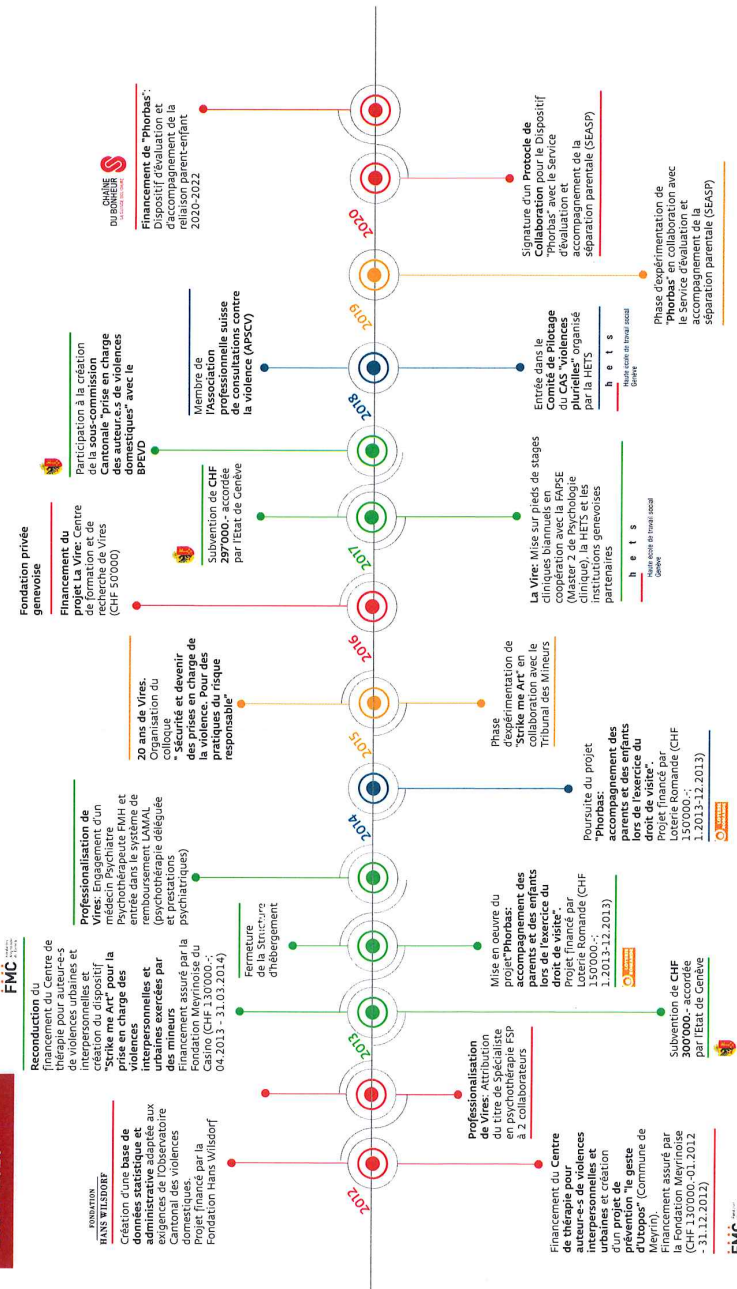 FMC
FONDATION
HANS WILSDORF
Création d'une base de
données statistique et
administrative adaptée aux
exigences de l'Observatoire
Cantonal des violences
domestiques.
Projet financé par la
Fondation Hans Wilsdorf
Reconduction du
financement du Centre de
thérapie pour auteur-e-s
de violences urbaines et
interpersonnelles et
création du dispositif
"Strike me Art" pour la
prise en charge des
violences
interpersonnelles et
urbaines exercées par
des mineurs
Financement assuré par la
Fondation Meyrinoise du
Casino (CHF 130'000.-;
04.2013 - 31.03.2014)
Fermeture
de la Structure
d'hébergement
Professionalisation de
Vires: Engagement d'un
médecin Psychiatre
Psychothérapeute FMH et
entrée dans le système de
remboursement LAMAL
(psychothérapie déléguée
et prestations
psychiatriques)
20 ans de Vires.
Organisation du
colloque
" Sécurité et devenir
des prises en charge de
la violence. Pour des
pratiques du risque
responsable"
Fondation privée
genevoise
Financement du
projet La Vire: Centre
de formation et de
recherche de Vires
(CHF 50'000)
Subvention de CHF
297'000.- accordée
par l'Etat de Genève
Participation à la création
de la sous-commission
Cantonale "prise en charge
des auteur.e.s de violences
domestiques" avec le
BPEVD
Membre de
l'Association
professionnelle suisse
de consultations contre
la violence (APSCV)
CHAÎNE
DU BONHEUR
Financement de "Phorbas":
Dispositif d'évaluation et
d'accompagnement de la
reliaison parent-enfant
2020-2022
2012
2013
2014
2015
2016
2017
2018
2019
2020
Financement du Centre
de thérapie pour
auteur-e-s de violences
interpersonnelles et
urbaines et création
d'un projet de
prévention "le geste
d'Utopos" (Commune de
Meyrin).
Financement assuré par
la Fondation Meyrinoise
(CHF 130'000.-01.2012
- 31.12.2012)
FMC
Professionalisation
de Vires: Attribution
du titre de Spécialiste
en psychothérapie FSP
à 2 collaborateurs
Subvention de CHF
300'000.- accordée
par l'Etat de Genève
Mise en oeuvre du
projet"Phorbas:
accompagnement des
parents et des enfants
lors de l'exercice du
droit de visite".
Projet financé par
Loterie Romande (CHF
150'000.-;
1.2013-12.2013)
LOTERIE
ROMANDE
Poursuite du projet
"Phorbas:
accompagnement des
parents et des enfants
lors de l'exercice du
droit de visite".
Projet financé par
Loterie Romande (CHF
150'000.-;
1.2013-12.2013)
LOTERIE
ROMANDE
Phase
d'expérimentation de
"Strike me Art" en
collaboration avec le
Tribunal des Mineurs
La Vire: Mise sur pieds de stages
cliniques biannuels en
coopération avec la FAPSE
(Master 2 de Psychologie
clinique), la HETS et les
institutions genevoises
partenaires
h e t s
Haute école de travail social
Genève
Entrée dans le
Comité de Pilotage
du CAS "violences
plurielles" organisé
par la HETS
h e t s
Haute école de travail social
Genève
Phase d'expérimentation de
"Phorbas" en collaboration avec
le Service d'évaluation et
accompagnement de la
séparation parentale (SEASP)
Signature d'un Protocle de
Collaboration pour le Dispositif
"Phorbas" avec le Service
d'évaluation et
accompagnement de la
séparation parentale (SEASP)